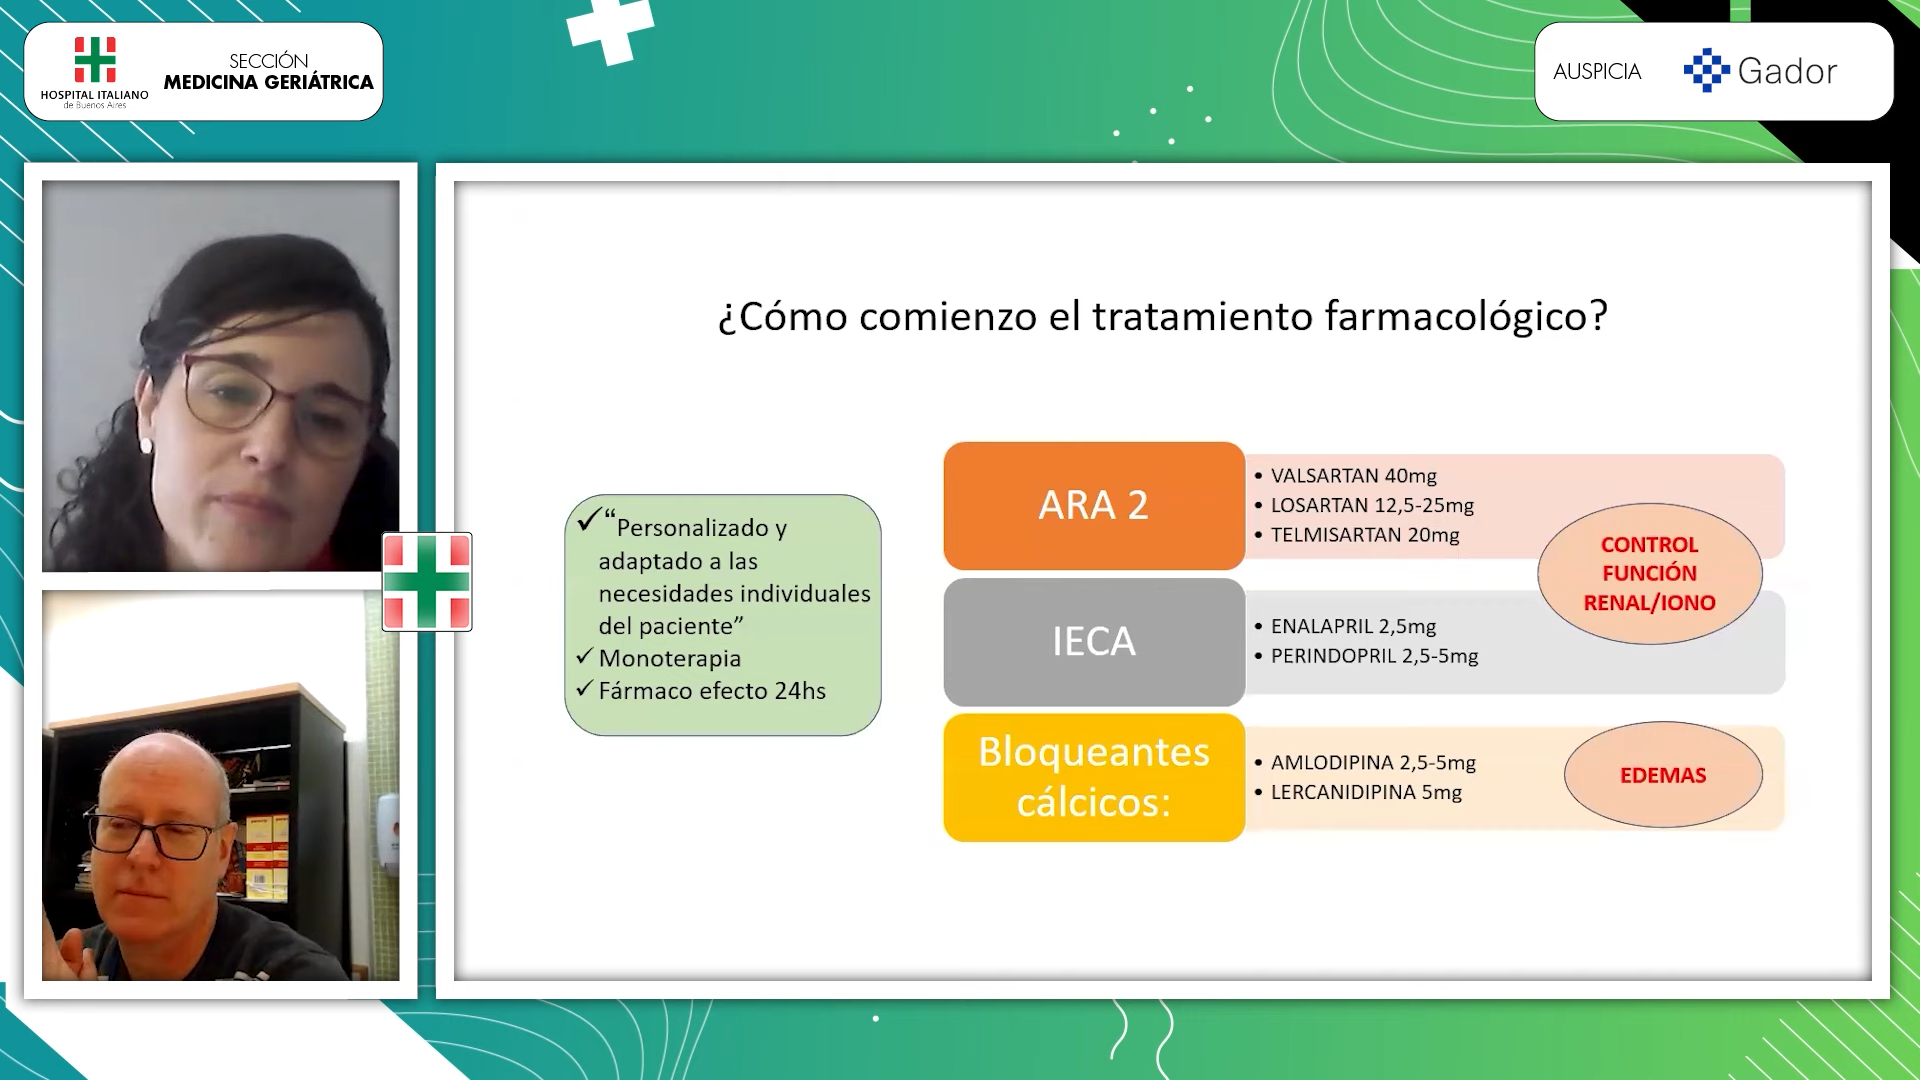 HOSPITAL ITALIANO
de Buenos Aires
SECCIÓN
MEDICINA GERIÁTRICA
AUSPICIA
Gador
¿Cómo comienzo el tratamiento farmacológico?
✓“Personalizado y
adaptado a las
necesidades individuales
del paciente”
✓Monoterapia
✓Fármaco efecto 24hs
ARA 2
• VALSARTAN 40mg
• LOSARTAN 12,5-25mg
• TELMISARTAN 20mg
CONTROL
FUNCIÓN
RENAL/IONO
IECA
• ENALAPRIL 2,5mg
• PERINDOPRIL 2,5-5mg
Bloqueantes
cálcicos:
• AMLODIPINA 2,5-5mg
• LERCANIDIPINA 5mg
EDEMAS